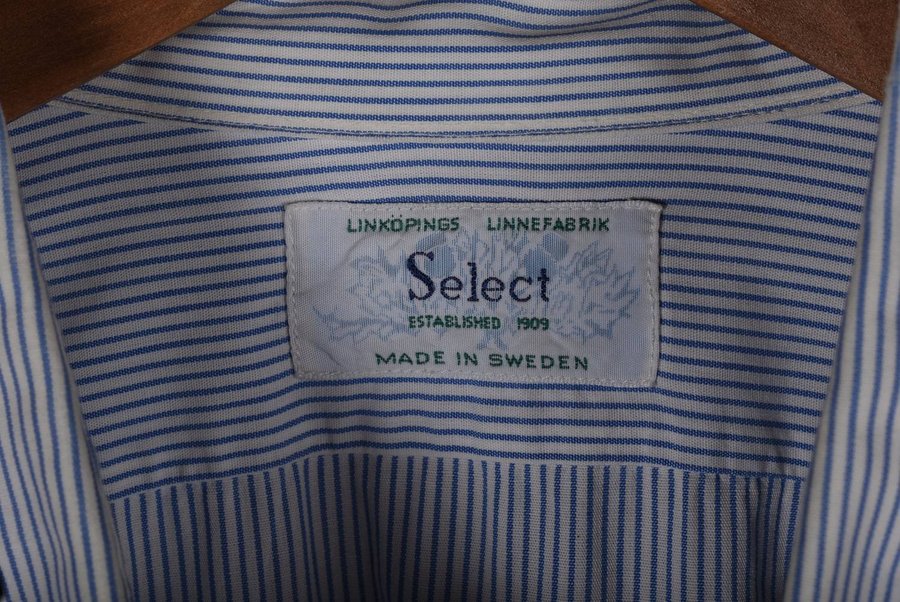 LINKÖPINGS LINNEFABRIK
Select
ESTABLISHED 1909
MADE IN SWEDEN